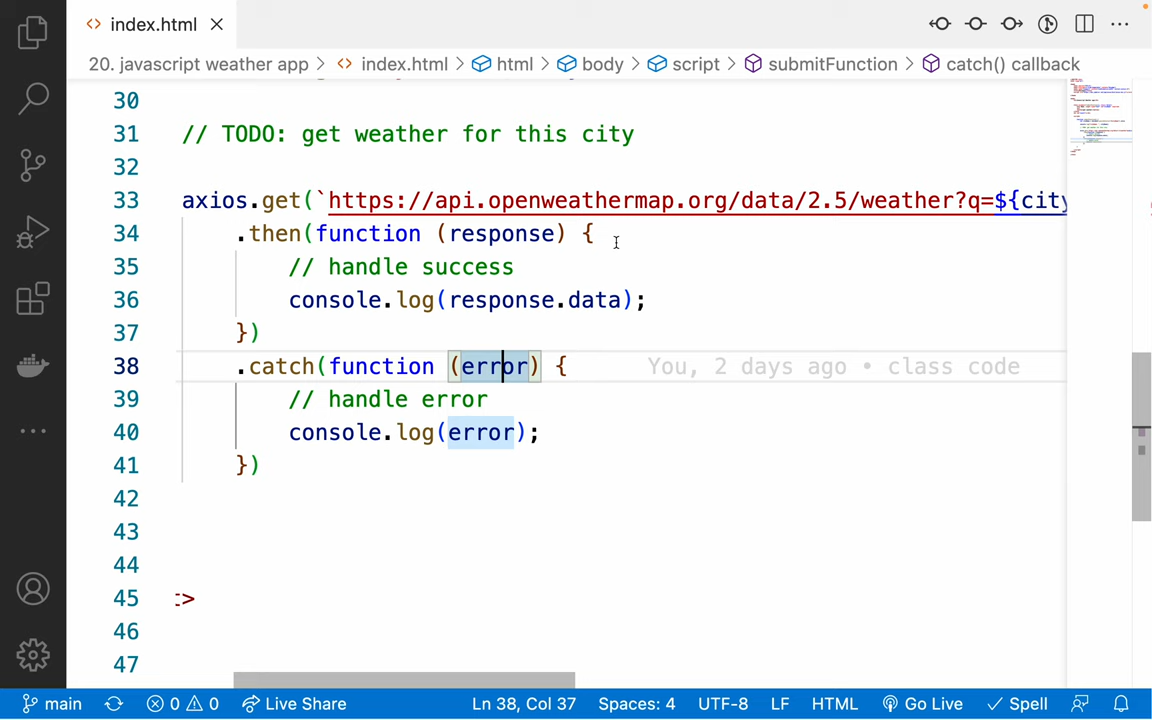 index.html
20. javascript weather app > index.html > html > body > script > submitFunction > catch() callback
30
31 // TODO: get weather for this city
32
33 axios.get(`https://api.openweathermap.org/data/2.5/weather?q=${city
34 .then(function (response) {
35 // handle success
36 console.log(response.data);
37 })
38 .catch(function (error) { You, 2 days ago • class code
39 // handle error
40 console.log(error);
41 })
42
43
44
45 t>
46
47
main 0 0 Live Share Ln 38, Col 37 Spaces: 4 UTF-8 LF HTML Go Live Spell